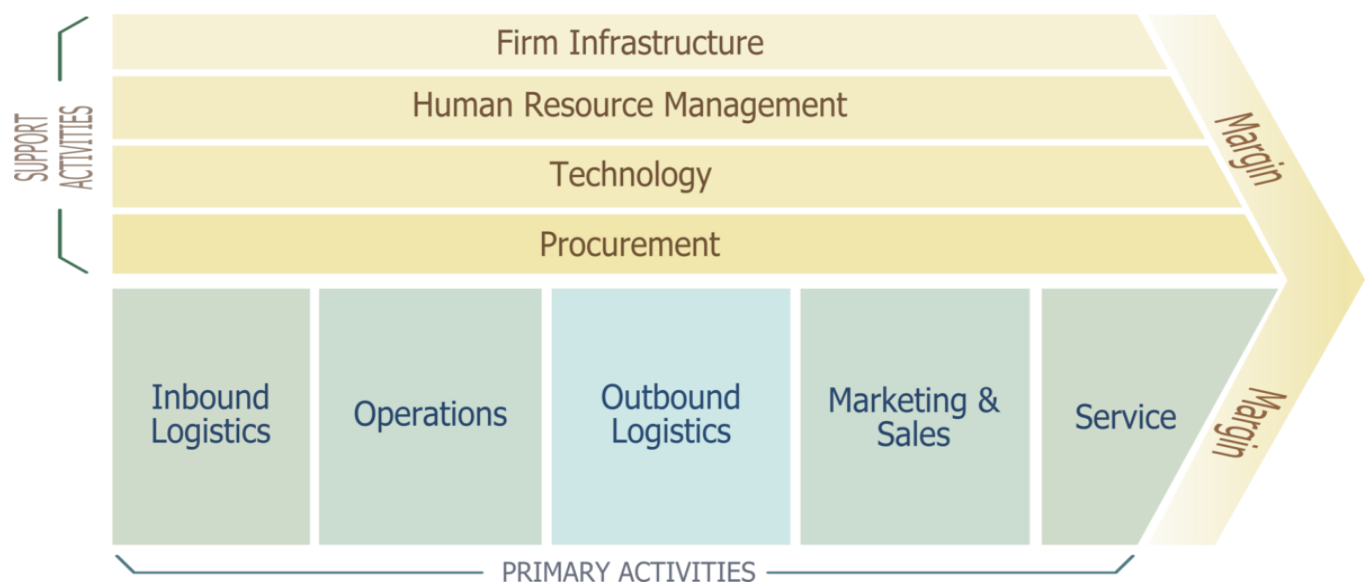 SUPPORT
ACTIVITIES
Firm Infrastructure
Human Resource Management
Technology
Procurement
Margin
Inbound
Logistics
Operations
Outbound
Logistics
Marketing &
Sales
Service
Margin
PRIMARY ACTIVITIES